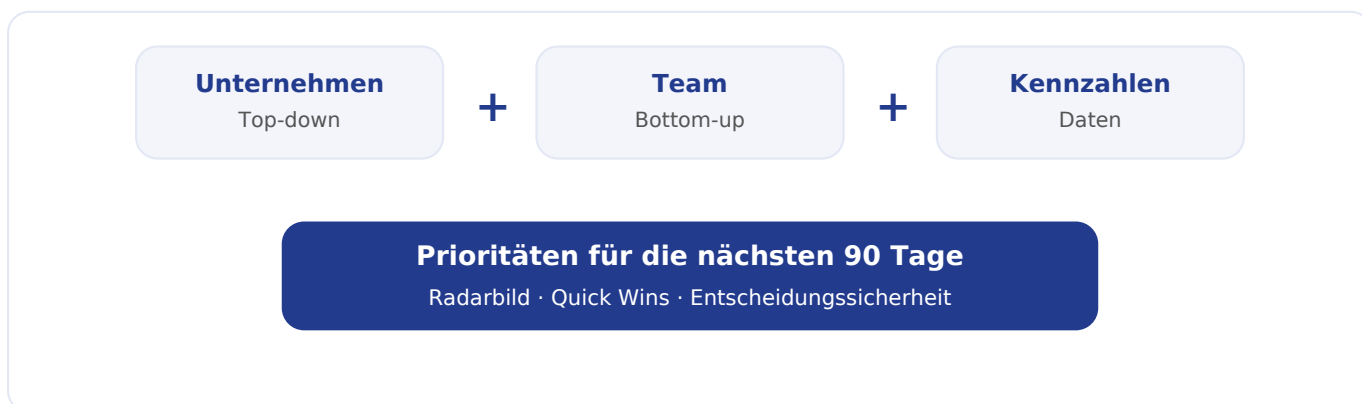 Unternehmen
Top-down
+
Team
Bottom-up
+
Kennzahlen
Daten
Prioritäten für die nächsten 90 Tage
Radarbild · Quick Wins · Entscheidungssicherheit